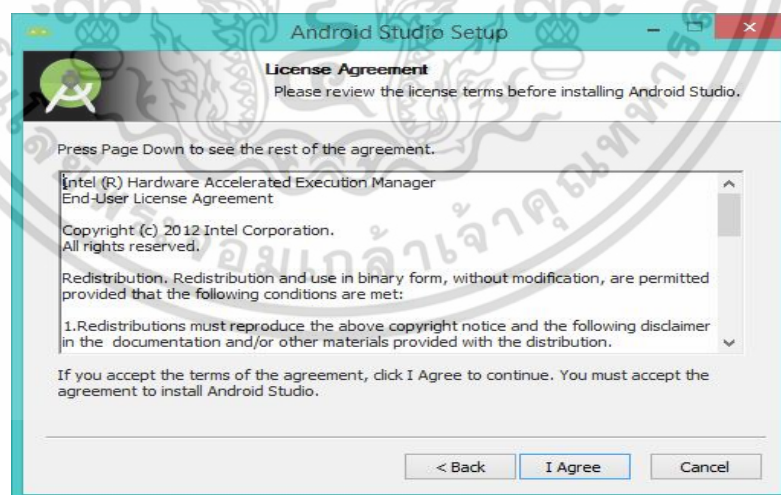 Android Studio Setup
License Agreement
Please review the license terms before installing Android Studio.
Press Page Down to see the rest of the agreement.
Intel (R) Hardware Accelerated Execution Manager
End-User License Agreement
Copyright (c) 2012 Intel Corporation.
All rights reserved.
Redistribution. Redistribution and use in binary form, without modification, are permitted
provided that the following conditions are met:
1.Redistributions must reproduce the above copyright notice and the following disclaimer
in the documentation and/or other materials provided with the distribution.
If you accept the terms of the agreement, click I Agree to continue. You must accept the
agreement to install Android Studio.
< Back
I Agree
Cancel